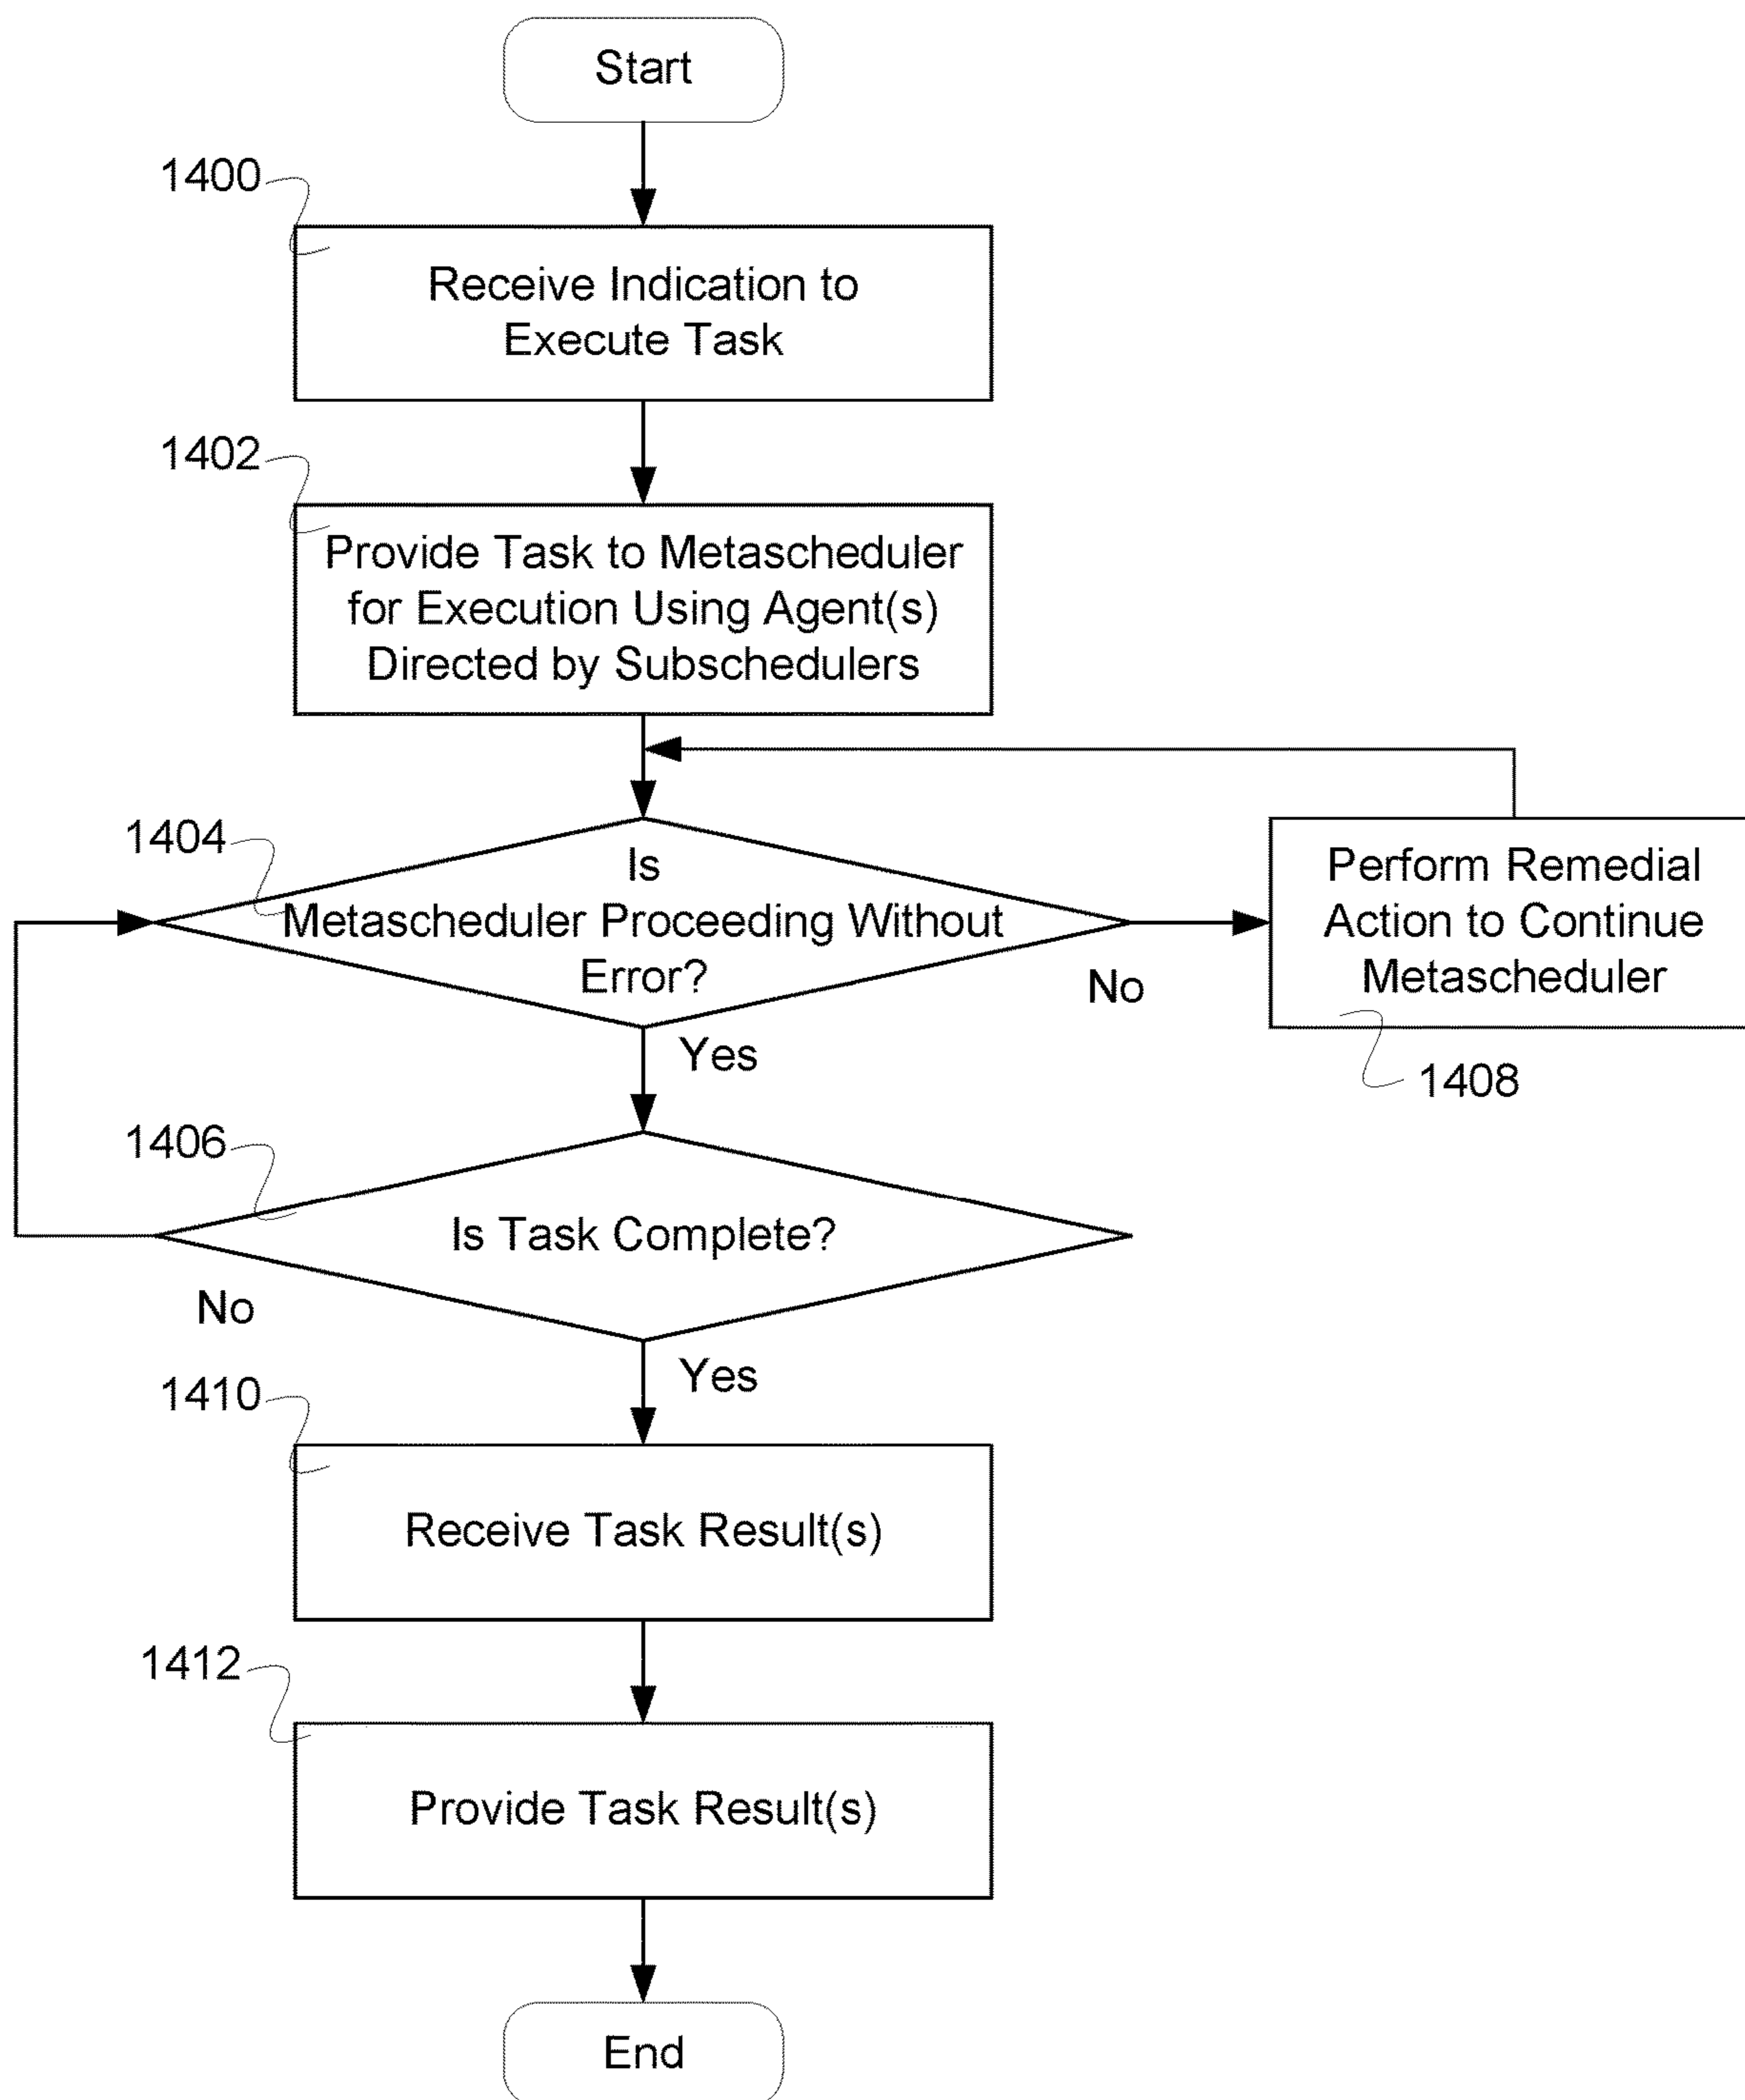 Start
1400
Receive Indication to
Execute Task
1402
Provide Task to Metascheduler
for Execution Using Agent(s)
Directed by Subschedulers
1404
Is
Metascheduler Proceeding Without
Error?
No
Perform Remedial
Action to Continue
Metascheduler
1408
Yes
1406
Is Task Complete?
No
Yes
1410
Receive Task Result(s)
1412
Provide Task Result(s)
End